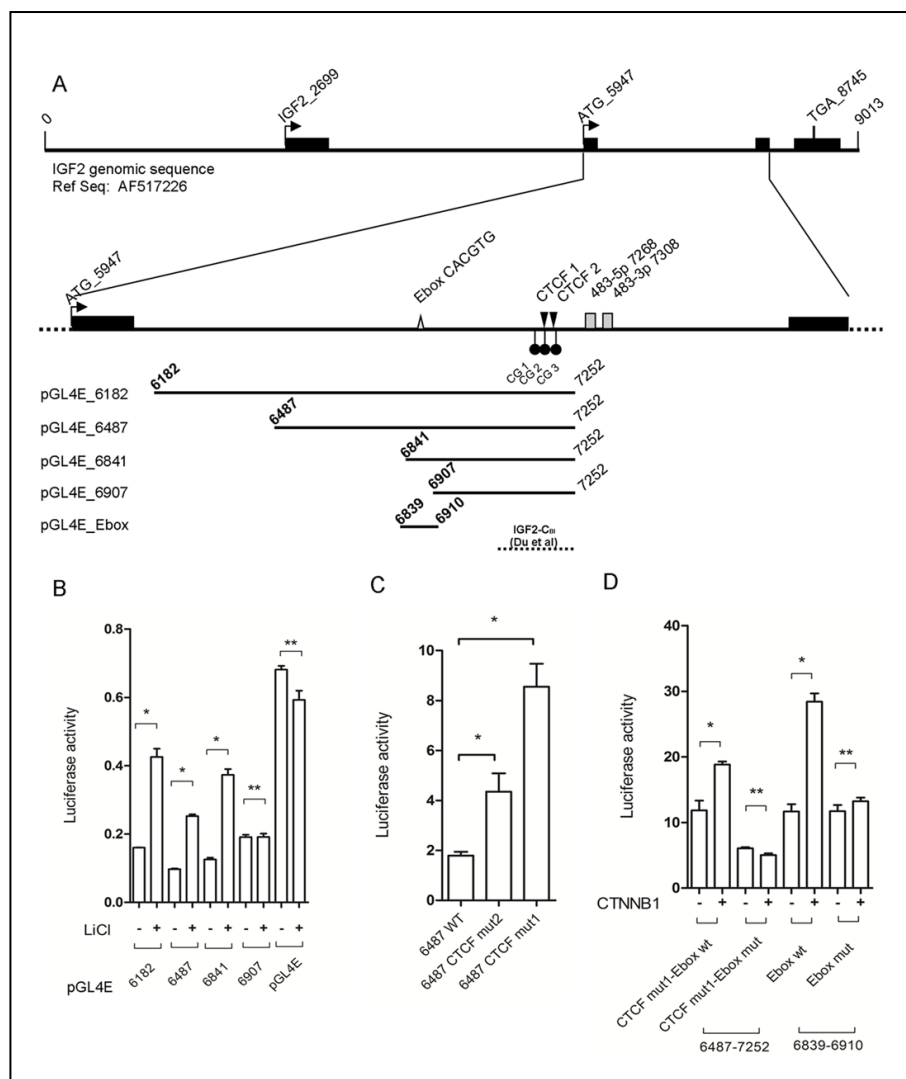 A
0
IGF2_2699
ATG_5947
TGA_8745
9013
IGF2 genomic sequence
Ref Seq: AF517226
ATG_5947
Ebox CACGTG
CTCF 1
CTCF 2
483-5p 7268
483-3p 7308
CG 1
CG 2
CG 3
pGL4E_6182
6182
7252
pGL4E_6487
6487
7252
pGL4E_6841
6841
7252
pGL4E_6907
6907
7252
pGL4E_Ebox
6839
6910
IGF2-CIII
(Du et al)
B
Luciferase activity
0.8
0.6
0.4
0.2
0.0
*
*
*
**
**
LiCl
- + - + - + - + - +
pGL4E
6182
6487
6841
6907
pGL4E
C
Luciferase activity
10
8
6
4
2
0
*
*
6487 WT
6487 CTCF mut2
6487 CTCF mut1
D
Luciferase activity
40
30
20
10
0
*
**
*
**
CTNNB1
- + - + - + - +
CTCF mut1-Ebox wt
CTCF mut1-Ebox mut
Ebox wt
Ebox mut
6487-7252
6839-6910